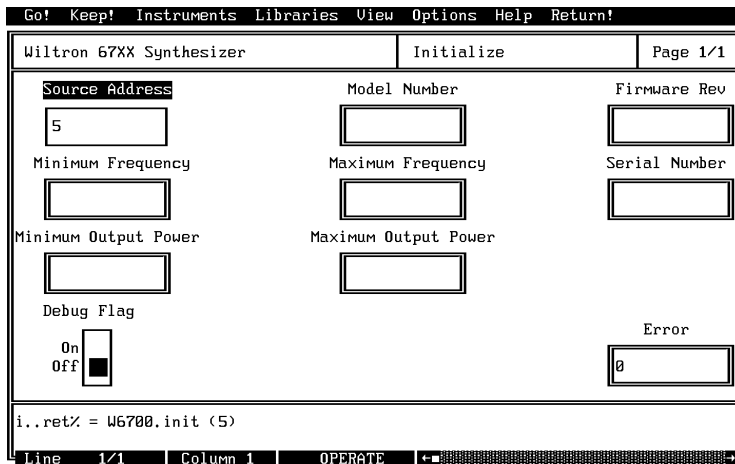 Go! Keep! Instruments Libraries View Options Help Return!
Wiltron 67XX Synthesizer Initialize Page 1/1
Source Address Model Number Firmware Rev
5
Minimum Frequency Maximum Frequency Serial Number
Minimum Output Power Maximum Output Power
Debug Flag
On
Off
Error
0
i..ret% = W6700.init (5)
Line 1/1 Column 1 OPERATE